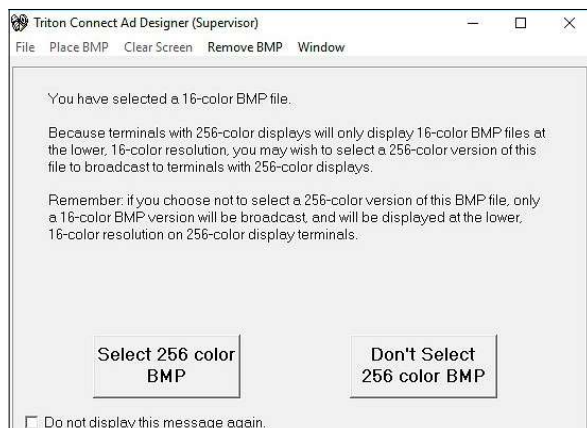 Triton Connect Ad Designer (Supervisor)
File Place BMP Clear Screen Remove BMP Window
You have selected a 16-color BMP file.
Because terminals with 256-color displays will only display 16-color BMP files at
the lower, 16-color resolution, you may wish to select a 256-color version of this
file to broadcast to terminals with 256-color displays.
Remember: if you choose not to select a 256-color version of this BMP file, only
a 16-color BMP version will be broadcast, and will be displayed at the lower,
16-color resolution on 256-color display terminals.
Select 256 color
BMP
Don't Select
256 color BMP
Do not display this message again.